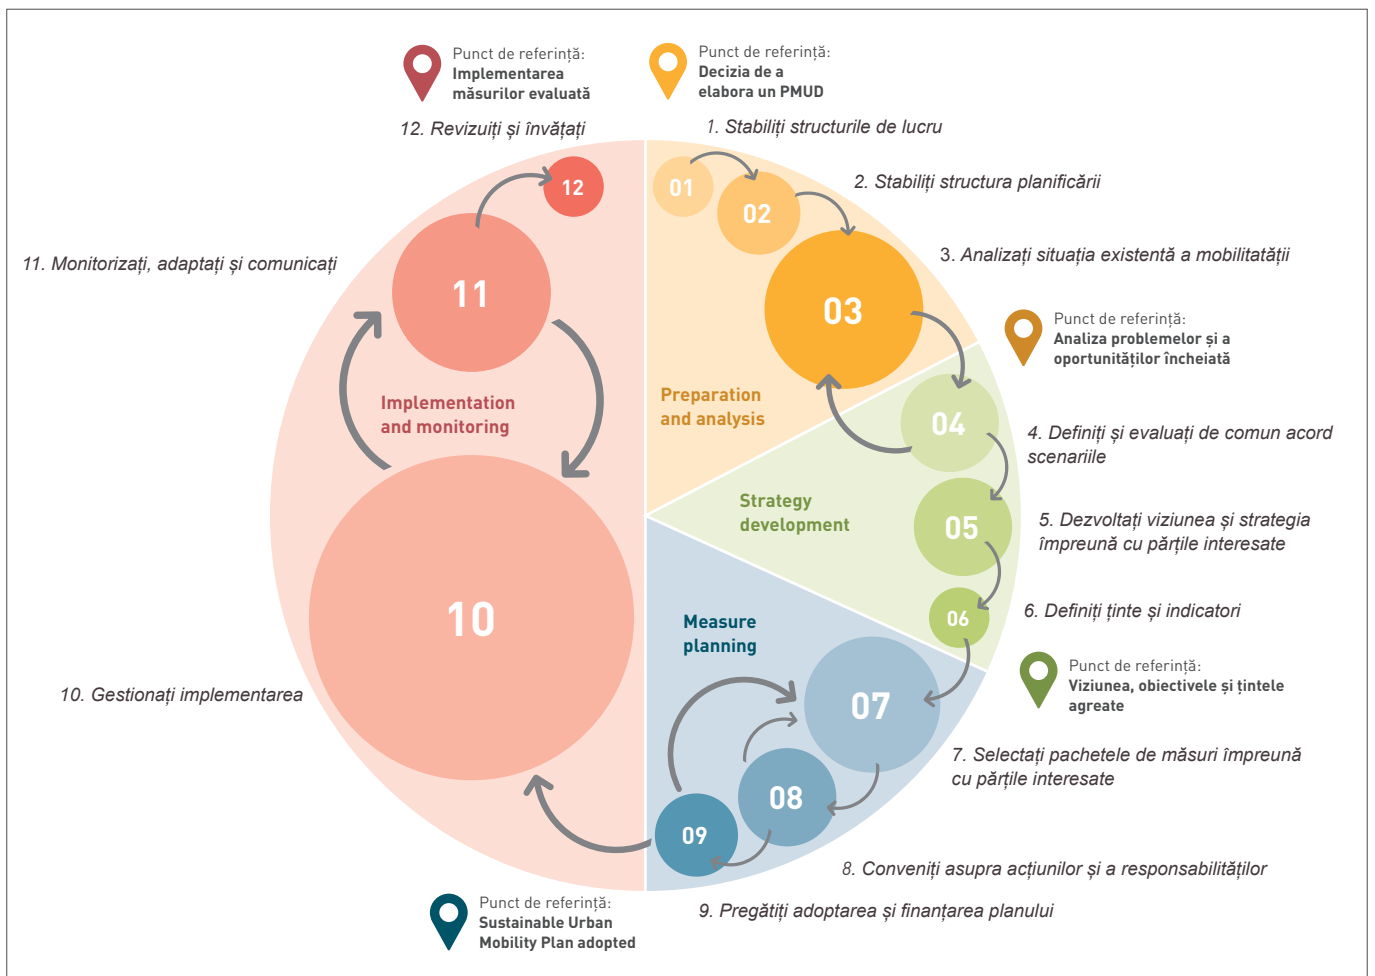 Punct de referință:
Implementarea
măsurilor evaluată
Punct de referință:
Decizia de a
elabora un PMUD
12. Revizuiți și învățați
1. Stabiliți structurile de lucru
12
01
02
2. Stabiliți structura planificării
11. Monitorizați, adaptați și comunicați
3. Analizați situația existentă a mobilitatății
11
03
Punct de referință:
Analiza problemelor și a
oportunităților încheiată
Implementation
and monitoring
Preparation
and analysis
04
4. Definiți și evaluați de comun acord
scenariile
Strategy
development
05
5. Dezvoltați viziunea și strategia
împreună cu părțile interesate
10
06
6. Definiți ținte și indicatori
Measure
planning
Punct de referință:
Viziunea, obiectivele și țintele
agreate
10. Gestionați implementarea
07
7. Selectați pachetele de măsuri împreună
cu părțile interesate
08
09
8. Conveniți asupra acțiunilor și a responsabilităților
Punct de referință:
Sustainable Urban
Mobility Plan adopted
9. Pregătiți adoptarea și finanțarea planului